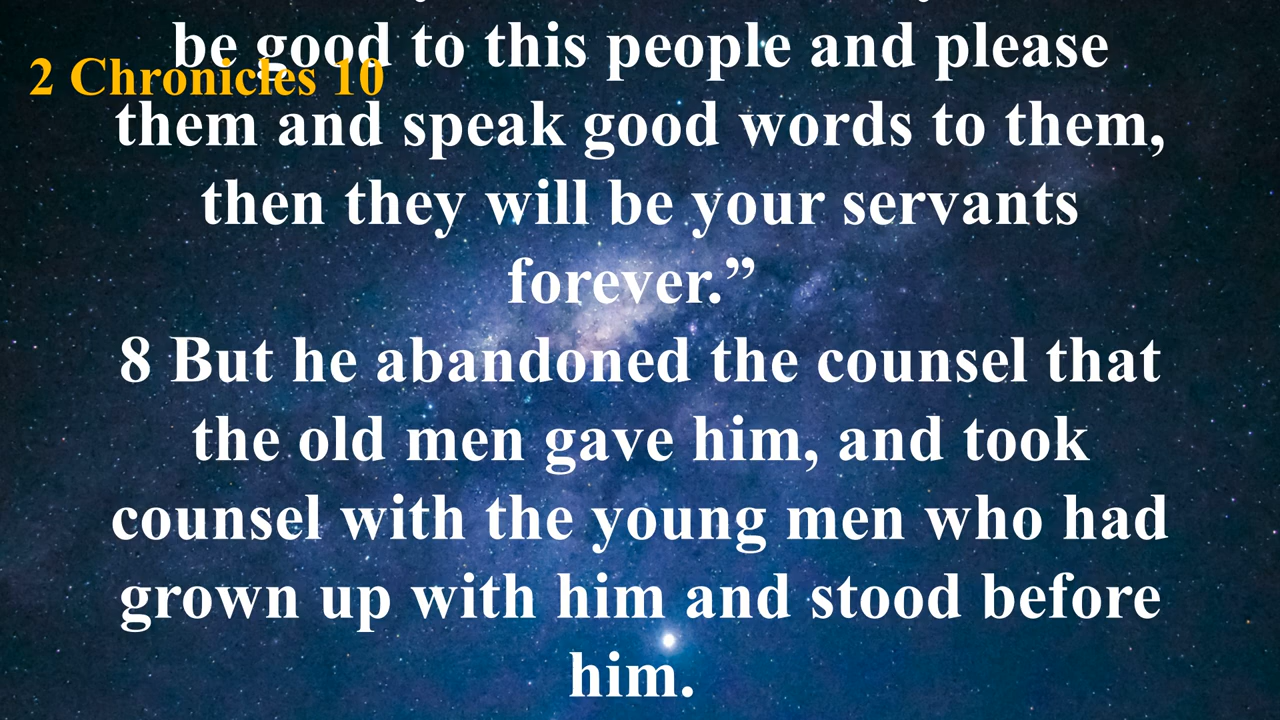 be good to this people and please
2 Chronicles 10
them and speak good words to them,
then they will be your servants
forever.”
8 But he abandoned the counsel that
the old men gave him, and took
counsel with the young men who had
grown up with him and stood before
him.